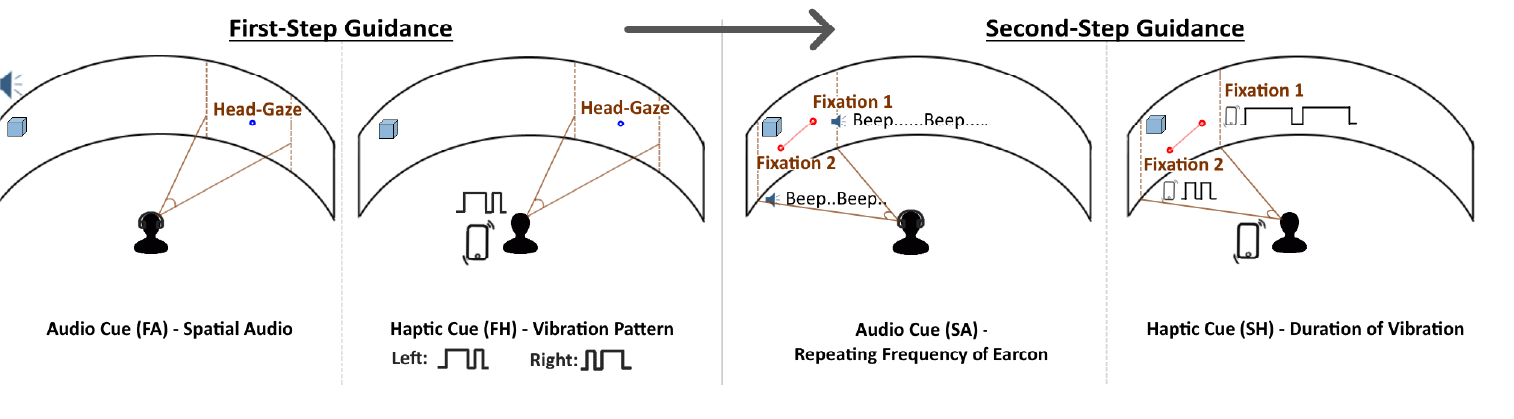 First-Step Guidance
Second-Step Guidance
Head-Gaze
Head-Gaze
Fixation 1
Beep......Beep.....
Fixation 2
Beep..Beep..
Fixation 1
Fixation 2
Audio Cue (FA) - Spatial Audio
Haptic Cue (FH) - Vibration Pattern
Left:
Right:
Audio Cue (SA) -
Repeating Frequency of Earcon
Haptic Cue (SH) - Duration of Vibration